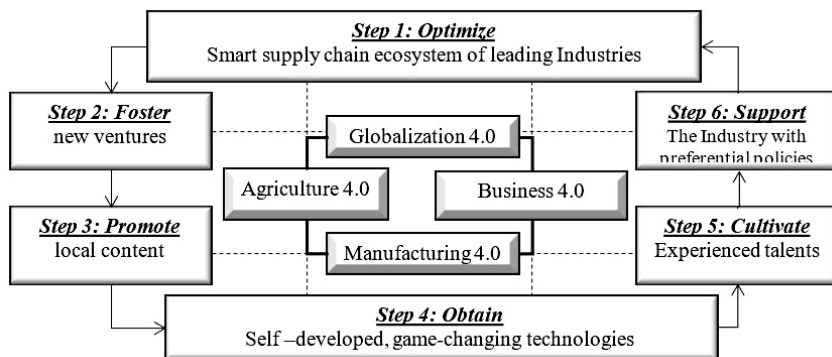 Step 1: Optimize
Smart supply chain ecosystem of leading Industries
Step 2: Foster
new ventures
Step 3: Promote
local content
Step 4: Obtain
Self –developed, game-changing technologies
Step 5: Cultivate
Experienced talents
Step 6: Support
The Industry with
preferential policies
Globalization 4.0
Agriculture 4.0
Business 4.0
Manufacturing 4.0